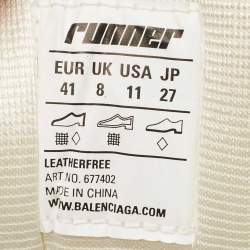 runner
EUR UK USA JP
41 8 11 27
LEATHERFREE
ART NO. 677402
MADE IN CHINA
WWW.BALENCIAGA.COM